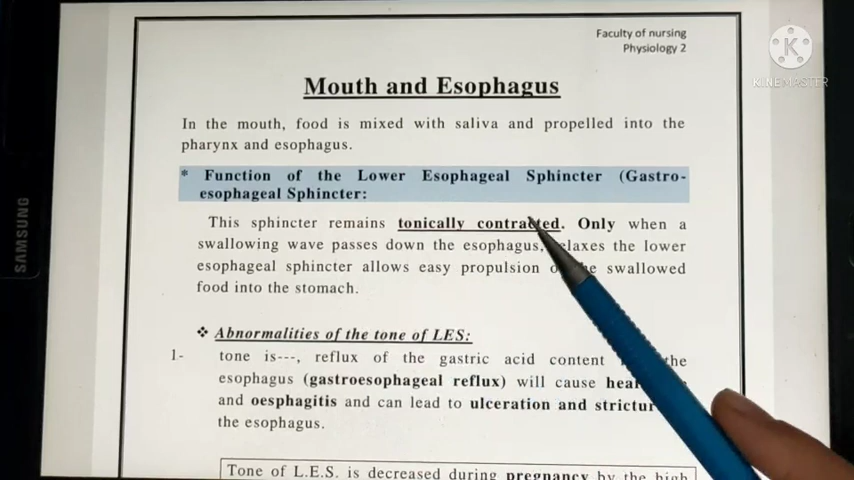 Faculty of nursing
Physiology 2
K
KINEMASTER
SAMSUNG
Mouth and Esophagus
In the mouth, food is mixed with saliva and propelled into the
pharynx and esophagus.
* Function of the Lower Esophageal Sphincter (Gastro-
esophageal Sphincter:
This sphincter remains tonically contracted. Only when a
swallowing wave passes down the esophagus, relaxes the lower
esophageal sphincter allows easy propulsion of the swallowed
food into the stomach.
❖ Abnormalities of the tone of LES:
1- tone is---, reflux of the gastric acid content the
esophagus (gastroesophageal reflux) will cause
and oesphagitis and can lead to ulceration and strictur
the esophagus.
Tone of L.E.S. is decreased during pregnancy by the high